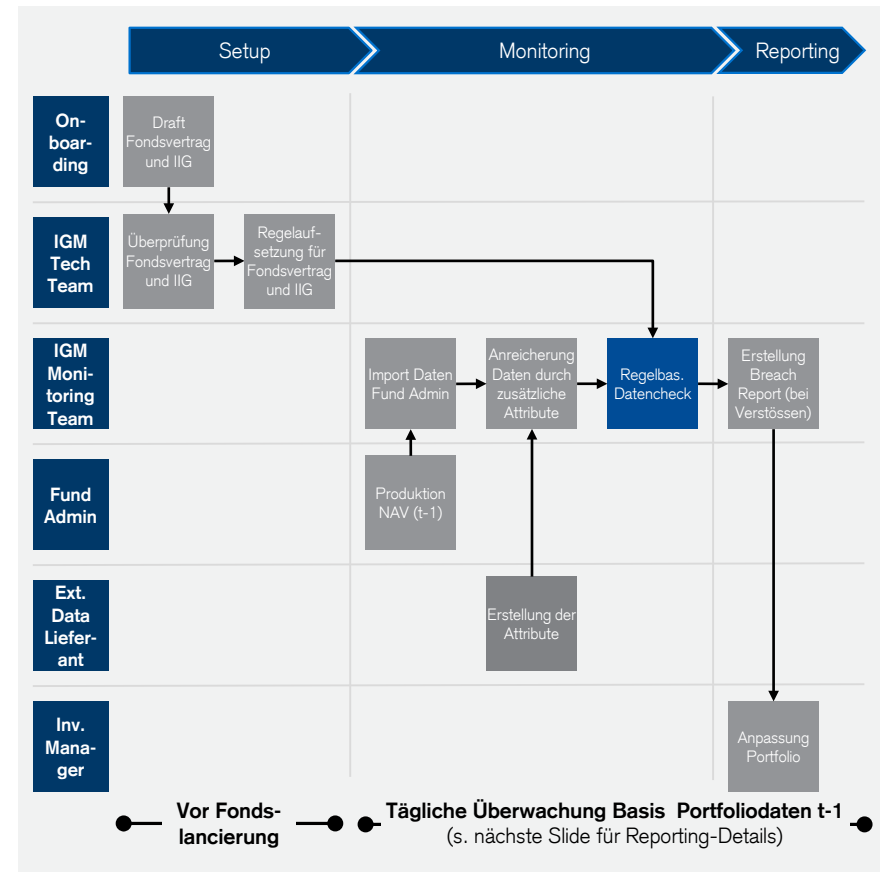 Setup
Monitoring
Reporting
On-
boar-
ding
Draft
Fondsvertrag
und IIG
IGM
Tech
Team
Überprüfung
Fondsvertrag
und IIG
Regelauf-
setzung für
Fondsvertrag
und IIG
IGM
Moni-
toring
Team
Import Daten
Fund Admin
Anreicherung
Daten durch
zusätzliche
Attribute
Regelbas.
Datencheck
Erstellung
Breach
Report (bei
Verstössen)
Fund
Admin
Produktion
NAV (t-1)
Ext.
Data
Liefer-
ant
Erstellung der
Attribute
Inv.
Mana-
ger
Anpassung
Portfolio
Vor Fonds-
lancierung
Tägliche Überwachung Basis Portfoliodaten t-1
(s. nächste Slide für Reporting-Details)